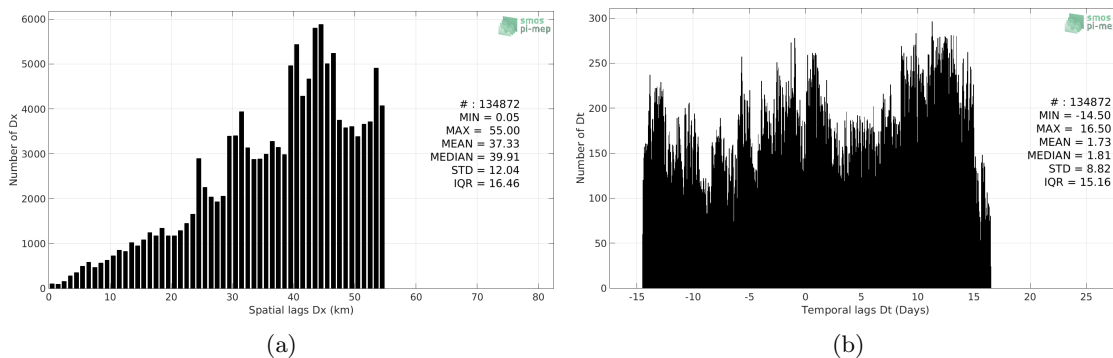 6000
5000
4000
3000
2000
1000
0
Number of Dx
0 10 20 30 40 50 60 70 80
Spatial lags Dx (km)
smos
pi-mep
# : 134872
MIN = 0.05
MAX = 55.00
MEAN = 37.33
MEDIAN = 39.91
STD = 12.04
IQR = 16.46
(a)
300
250
200
150
100
50
0
Number of Dt
-15 -10 -5 0 5 10 15 20 25
Temporal lags Dt (Days)
smos
pi-mep
# : 134872
MIN = -14.50
MAX = 16.50
MEAN = 1.73
MEDIAN = 1.81
STD = 8.82
IQR = 15.16
(b)